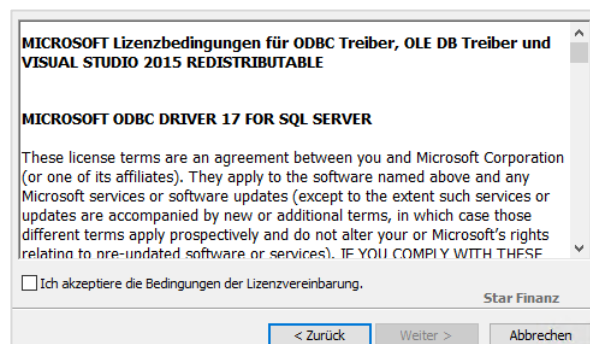 MICROSOFT Lizenzbedingungen für ODBC Treiber, OLE DB Treiber und
VISUAL STUDIO 2015 REDISTRIBUTABLE
MICROSOFT ODBC DRIVER 17 FOR SQL SERVER
These license terms are an agreement between you and Microsoft Corporation
(or one of its affiliates). They apply to the software named above and any
Microsoft services or software updates (except to the extent such services or
updates are accompanied by new or additional terms, in which case those
different terms apply prospectively and do not alter your or Microsoft’s rights
relating to pre-updated software or services). IF YOU COMPLY WITH THESE
Ich akzeptiere die Bedingungen der Lizenzvereinbarung.
Star Finanz
< Zurück
Weiter >
Abbrechen